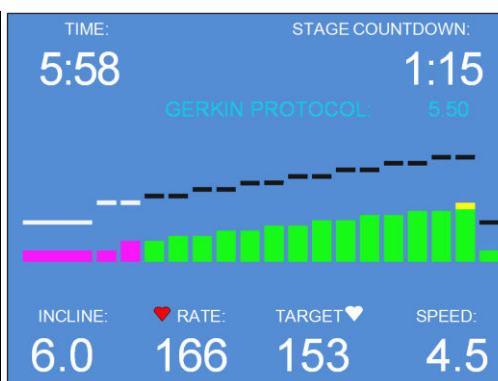 TIME: STAGE COUNTDOWN:
5:58 1:15
GERKIN PROTOCOL: 5.50
INCLINE: RATE: TARGET SPEED:
6.0 166 153 4.5